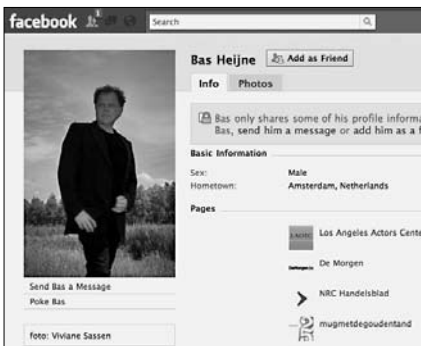 facebook
1
Search
Bas Heijne
Add as Friend
Info
Photos
Bas only shares some of his profile informa
Bas, send him a message or add him as a f
Basic Information
Sex:
Male
Hometown:
Amsterdam, Netherlands
Pages
Los Angeles Actors Cente
De Morgen
NRC Handelsblad
mugmetdegoudentand
Send Bas a Message
Poke Bas
foto: Viviane Sassen